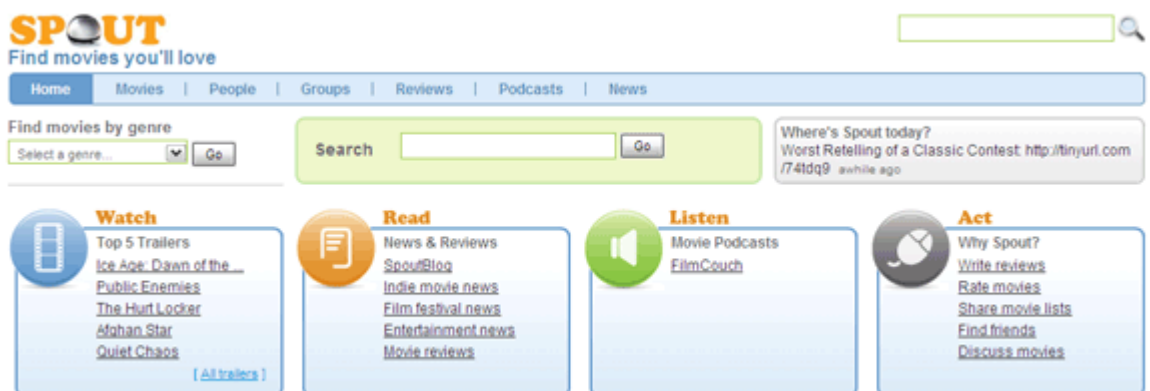 SPOUT
Find movies you'll love
Home Movies | People | Groups | Reviews | Podcasts | News
Find movies by genre
Select a genre... Go
Search Go
Where's Spout today?
Worst Retelling of a Classic Contest: http://tinyurl.com
/74tdq9 awhile ago
Watch
Top 5 Trailers
Ice Age: Dawn of the ...
Public Enemies
The Hurt Locker
Afghan Star
Quiet Chaos
[ All trailers ]
Read
News & Reviews
SpoutBlog
Indie movie news
Film festival news
Entertainment news
Movie reviews
Listen
Movie Podcasts
FilmCouch
Act
Why Spout?
Write reviews
Rate movies
Share movie lists
Find friends
Discuss movies